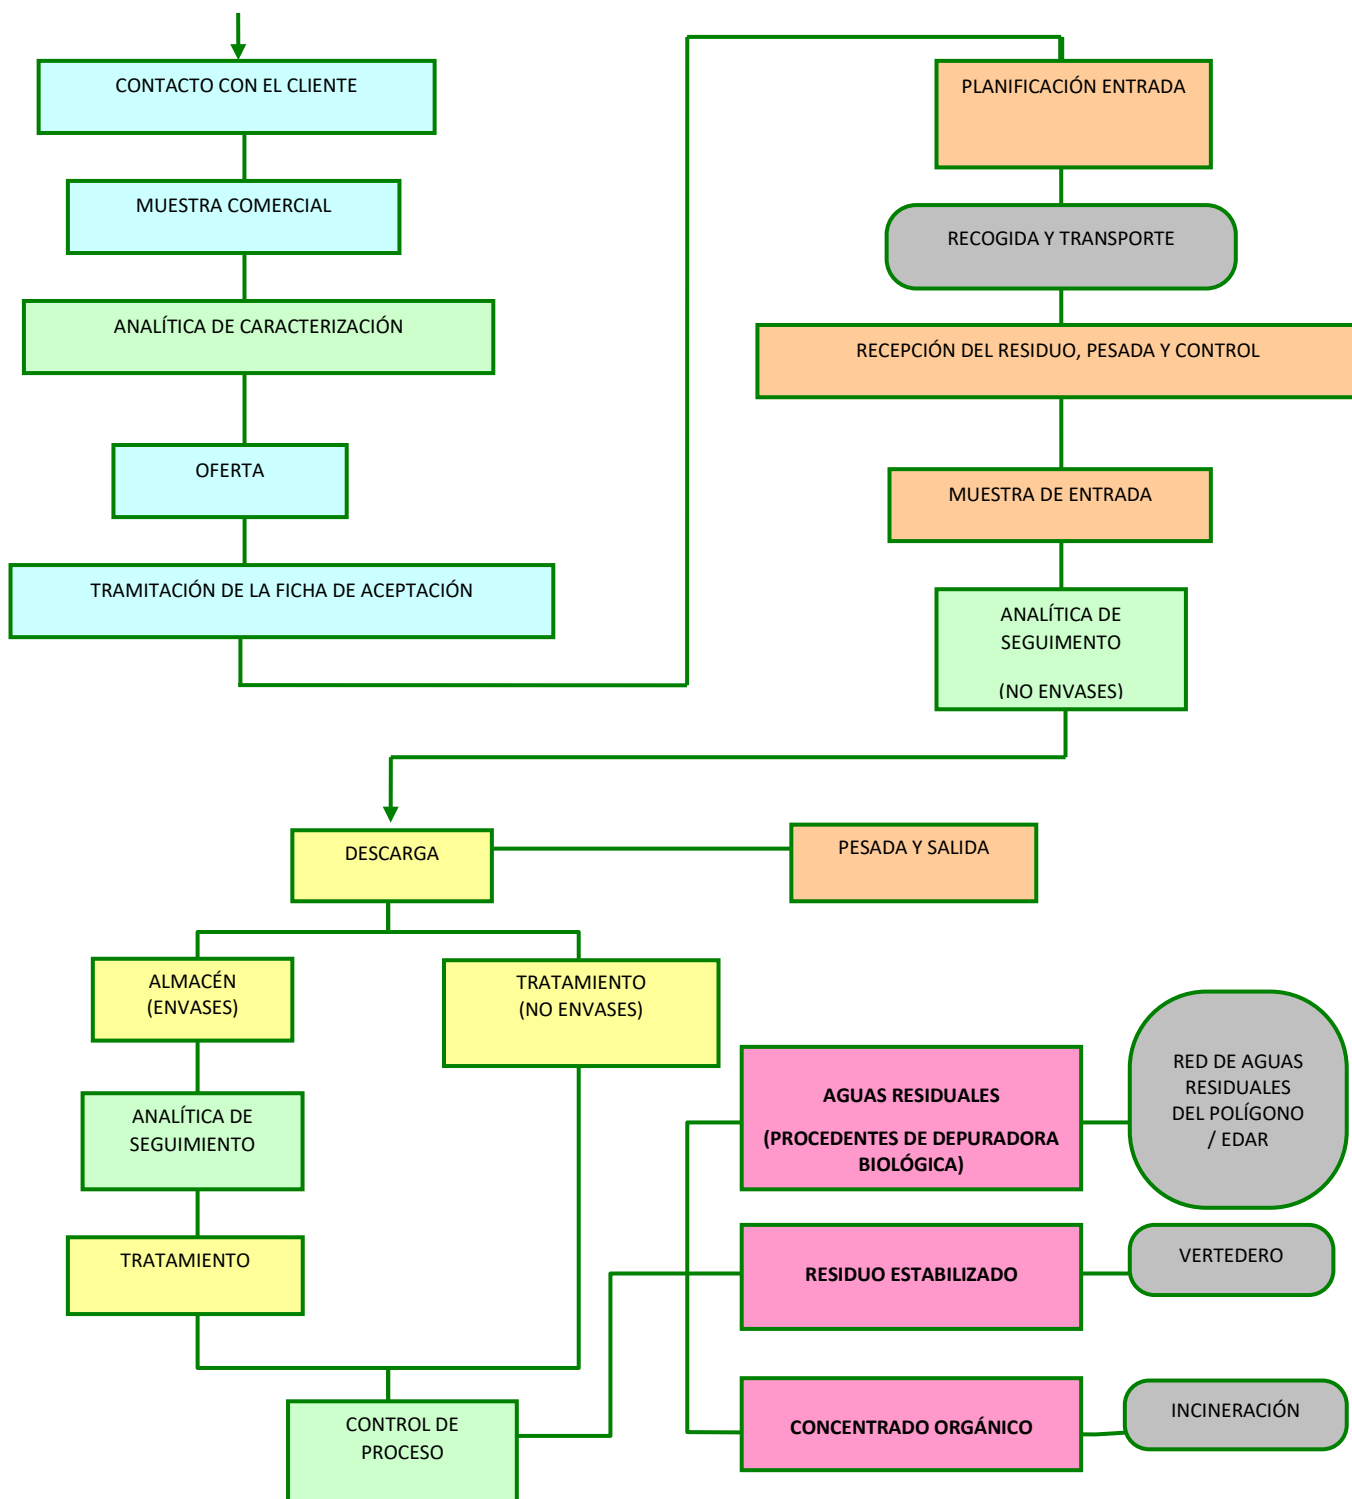 CONTACTO CON EL CLIENTE
MUESTRA COMERCIAL
ANALÍTICA DE CARACTERIZACIÓN
OFERTA
TRAMITACIÓN DE LA FICHA DE ACEPTACIÓN
PLANIFICACIÓN ENTRADA
RECOGIDA Y TRANSPORTE
RECEPCIÓN DEL RESIDUO, PESADA Y CONTROL
MUESTRA DE ENTRADA
ANALÍTICA DE
SEGUIMENTO
(NO ENVASES)
DESCARGA
PESADA Y SALIDA
ALMACÉN
(ENVASES)
TRATAMIENTO
(NO ENVASES)
ANALÍTICA DE
SEGUIMIENTO
TRATAMIENTO
CONTROL DE
PROCESO
AGUAS RESIDUALES
(PROCEDENTES DE DEPURADORA
BIOLÓGICA)
RED DE AGUAS
RESIDUALES
DEL POLÍGONO
/ EDAR
RESIDUO ESTABILIZADO
VERTEDERO
CONCENTRADO ORGÁNICO
INCINERACIÓN